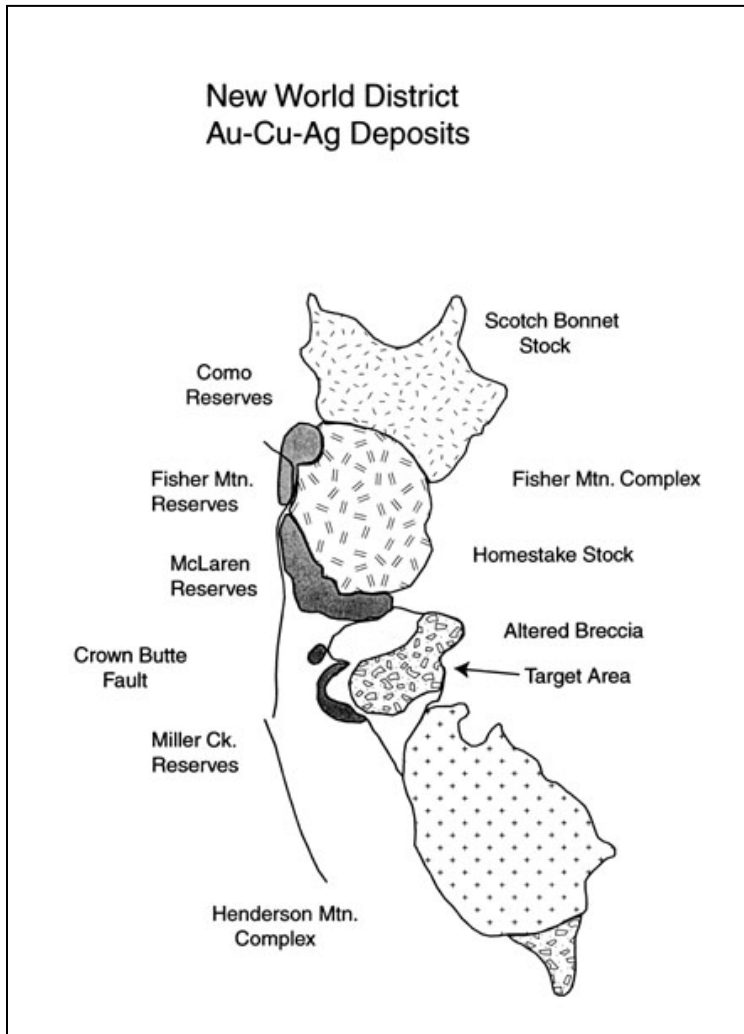 New World District
Au-Cu-Ag Deposits
Scotch Bonnet
Stock
Como
Reserves
Fisher Mtn.
Reserves
Fisher Mtn. Complex
McLaren
Reserves
Homestake Stock
Altered Breccia
Crown Butte
Fault
Target Area
Miller Ck.
Reserves
Henderson Mtn.
Complex